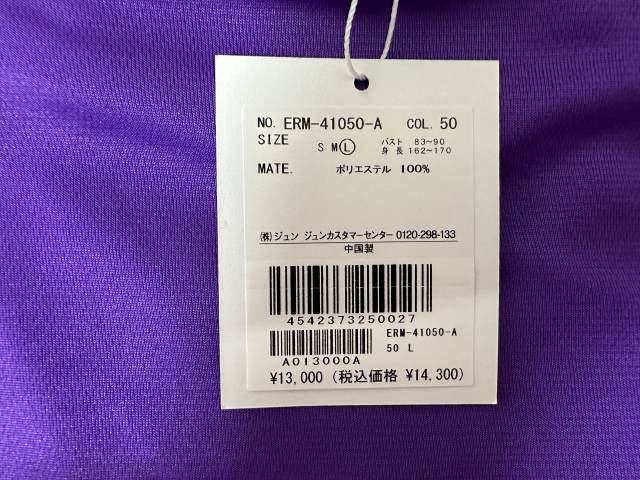 NO. ERM-41050-A COL. 50
SIZE S M L バスト 83~90
身長 162~170
MATE. ポリエステル 100%
(株)ジュン ジュンカスタマーセンター 0120-298-133
中国製
4542373250027
ERM-41050-A
50 L
A013000A
¥13,000 (税込価格 ¥14,300)